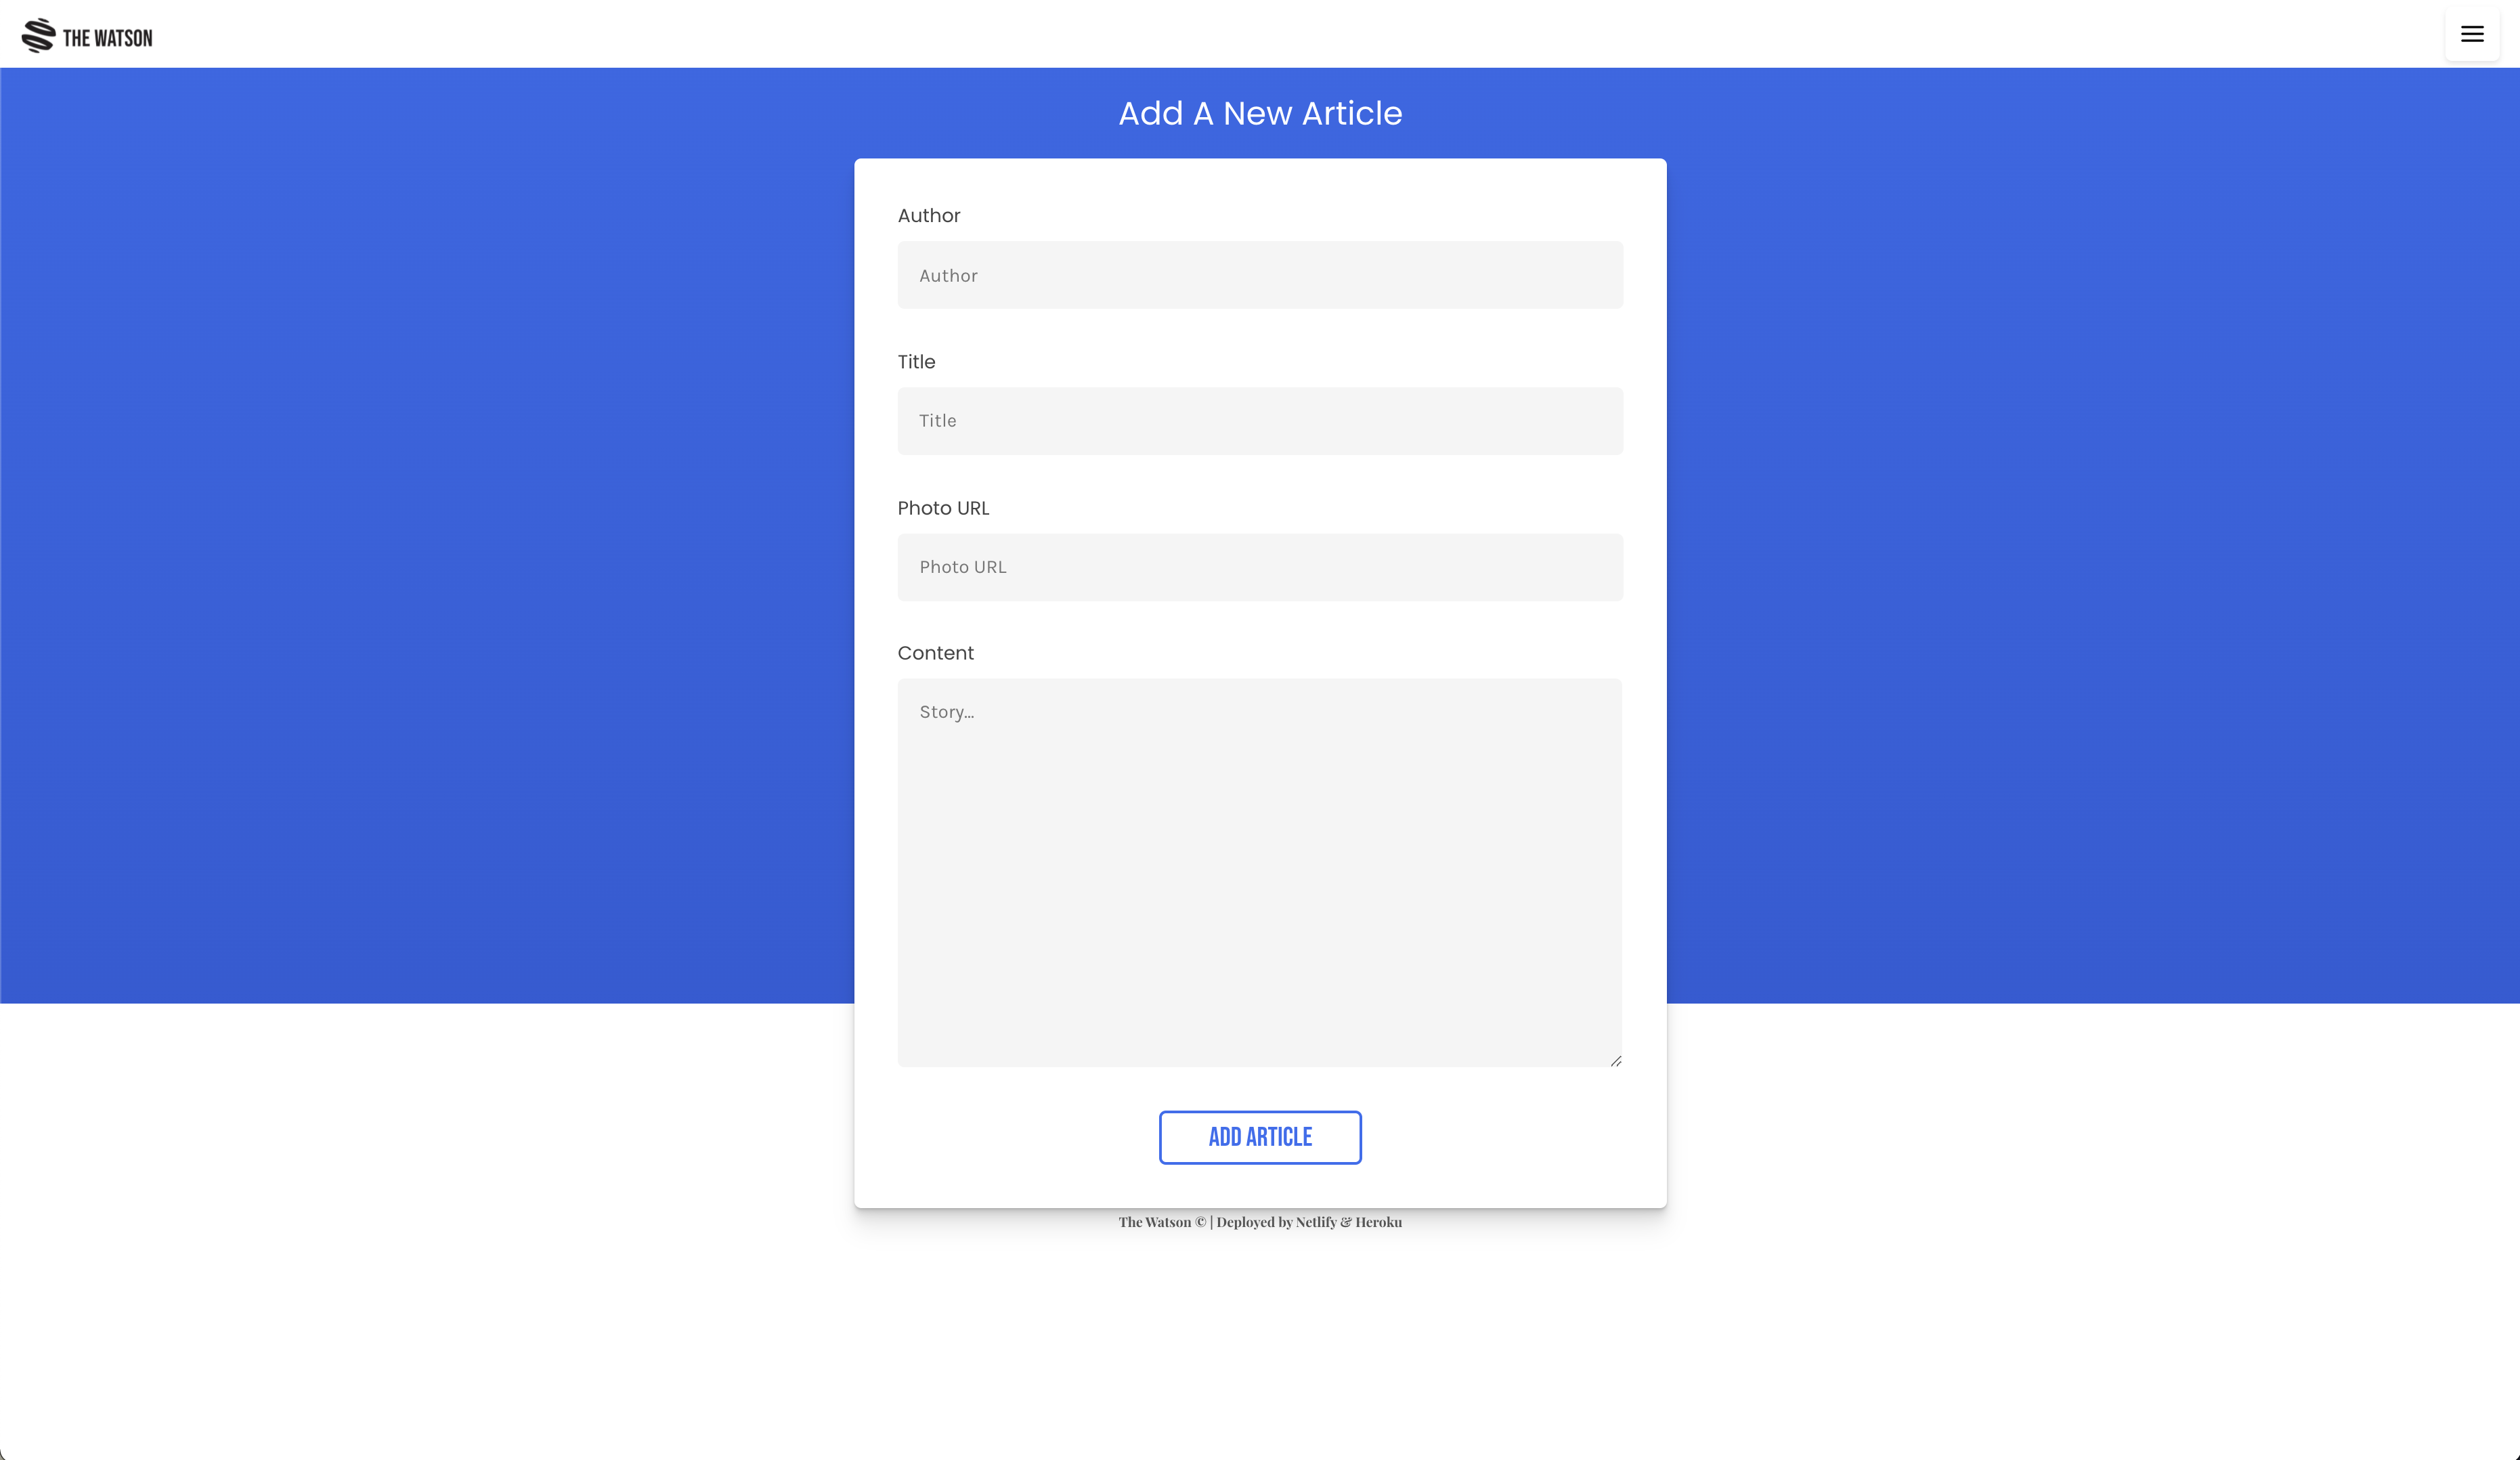 THE WATSON
Add A New Article
Author
Author
Title
Title
Photo URL
Photo URL
Content
Story...
ADD ARTICLE
The Watson © | Deployed by Netlify & Heroku